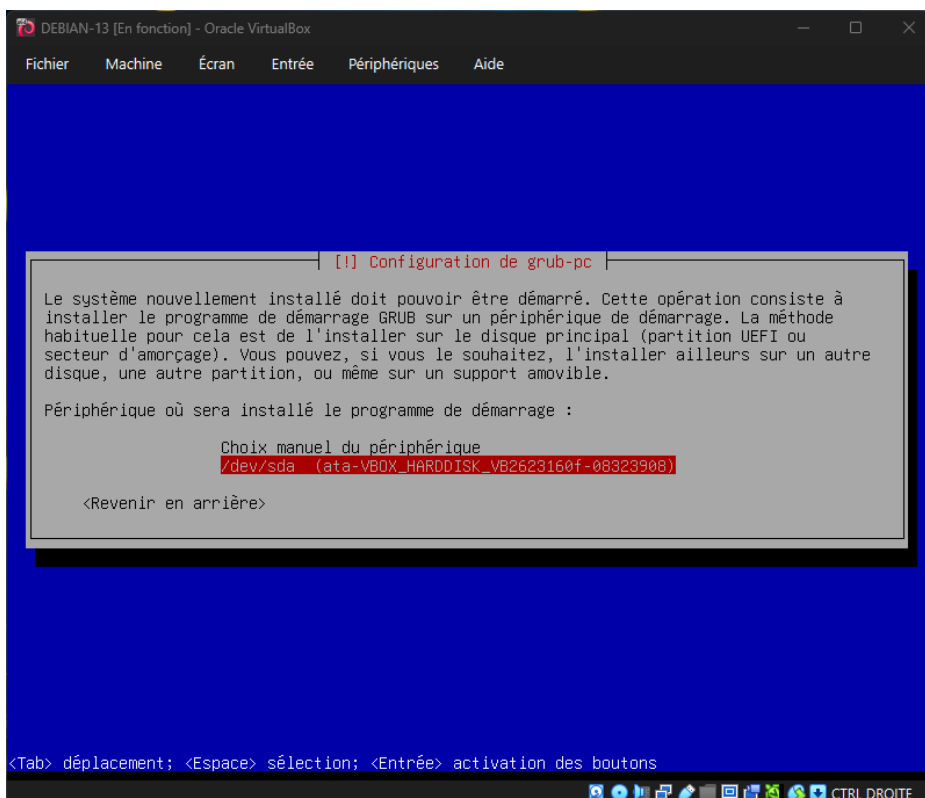 DEBIAN-13 [En fonction] - Oracle VirtualBox
Fichier Machine Écran Entrée Périphériques Aide
[!] Configuration de grub-pc
Le système nouvellement installé doit pouvoir être démarré. Cette opération consiste à
installer le programme de démarrage GRUB sur un périphérique de démarrage. La méthode
habituelle pour cela est de l'installer sur le disque principal (partition UEFI ou
secteur d'amorçage). Vous pouvez, si vous le souhaitez, l'installer ailleurs sur un autre
disque, une autre partition, ou même sur un support amovible.
Périphérique où sera installé le programme de démarrage :
Choix manuel du périphérique
/dev/sda (ata-VBOX_HARDDISK_VB2623160f-08323908)
<Revenir en arrière>
<Tab> déplacement; <Espace> sélection; <Entrée> activation des boutons
CTRL DROITE